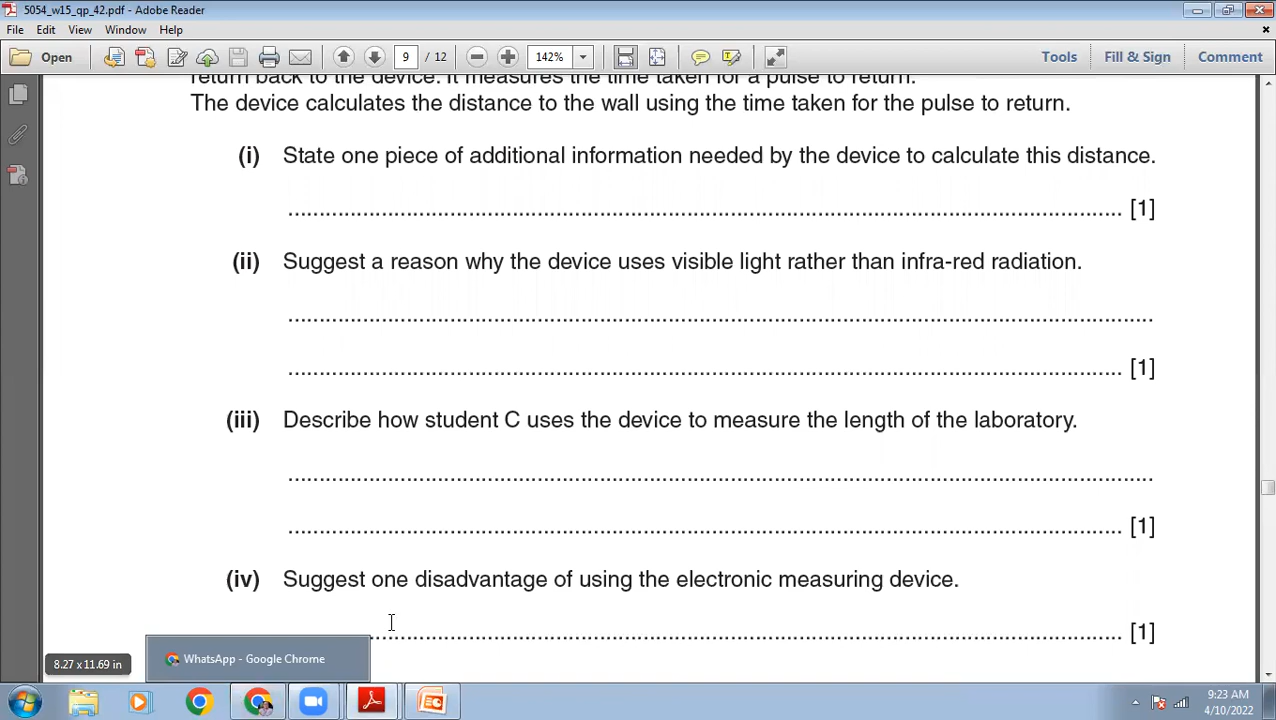 5054_w15_qp_42.pdf - Adobe Reader
File Edit View Window Help
Open 9 / 12 142% Tools Fill & Sign Comment
return back to the device. It measures the time taken for a pulse to return.
The device calculates the distance to the wall using the time taken for the pulse to return.
(i) State one piece of additional information needed by the device to calculate this distance.
[1]
(ii) Suggest a reason why the device uses visible light rather than infra-red radiation.
[1]
(iii) Describe how student C uses the device to measure the length of the laboratory.
[1]
(iv) Suggest one disadvantage of using the electronic measuring device.
[1]
WhatsApp - Google Chrome
8.27 x 11.69 in
9:23 AM
4/10/2022